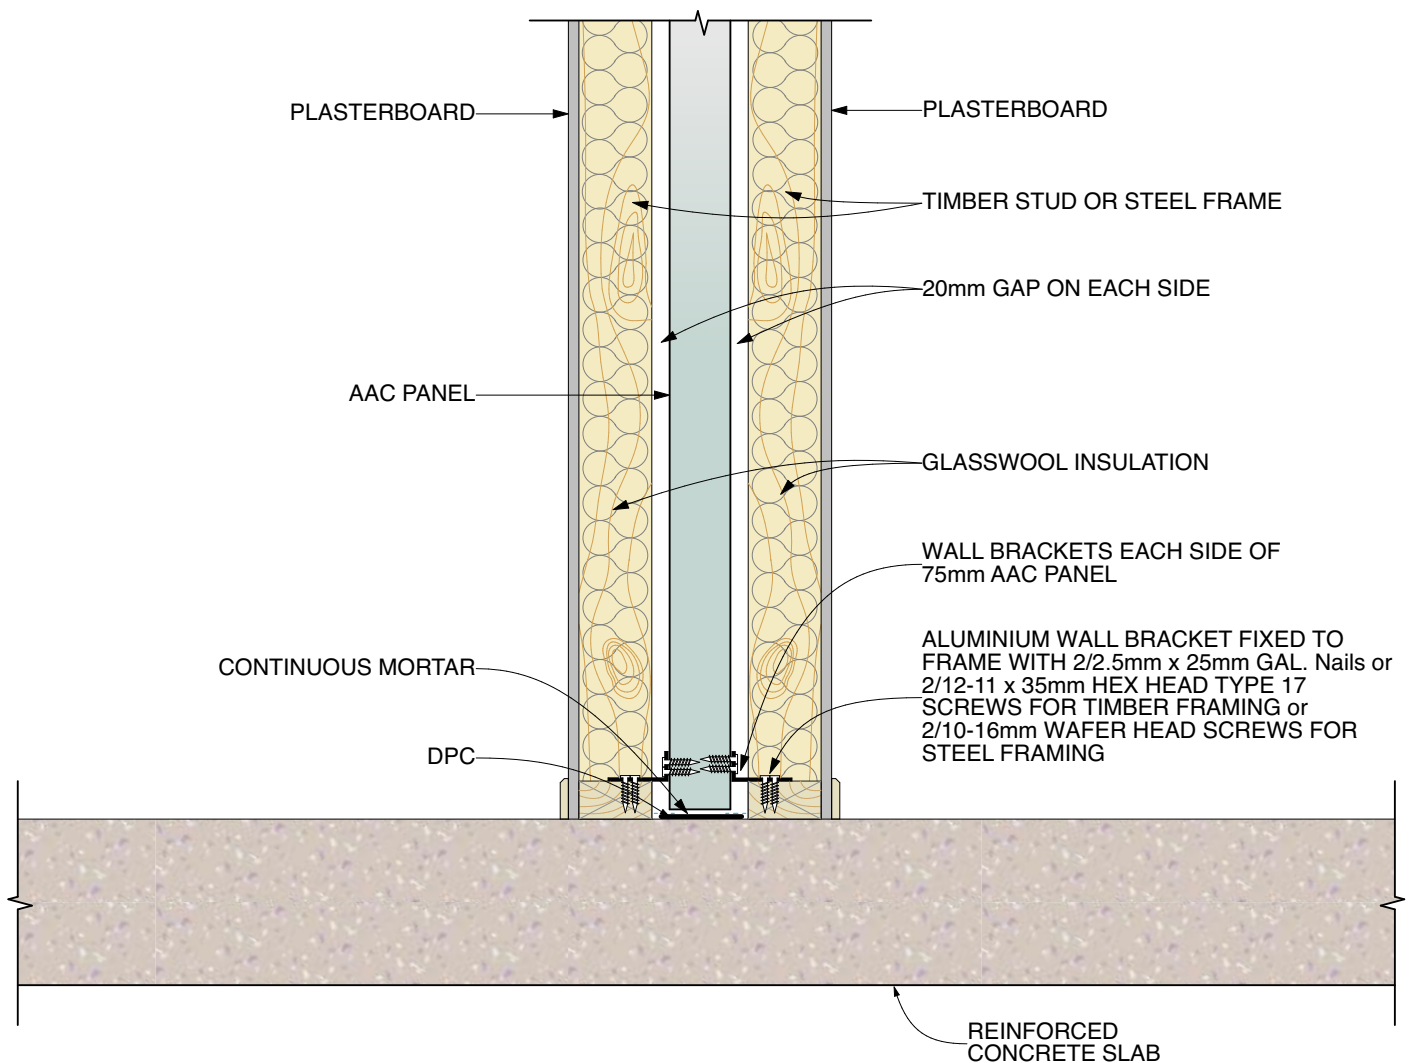 PLASTERBOARD
PLASTERBOARD
TIMBER STUD OR STEEL FRAME
20mm GAP ON EACH SIDE
AAC PANEL
GLASSWOOL INSULATION
WALL BRACKETS EACH SIDE OF
75mm AAC PANEL
ALUMINIUM WALL BRACKET FIXED TO
FRAME WITH 2/2.5mm x 25mm GAL. Nails or
2/12-11 x 35mm HEX HEAD TYPE 17
SCREWS FOR TIMBER FRAMING or
2/10-16mm WAFER HEAD SCREWS FOR
STEEL FRAMING
CONTINUOUS MORTAR
DPC
REINFORCED
CONCRETE SLAB